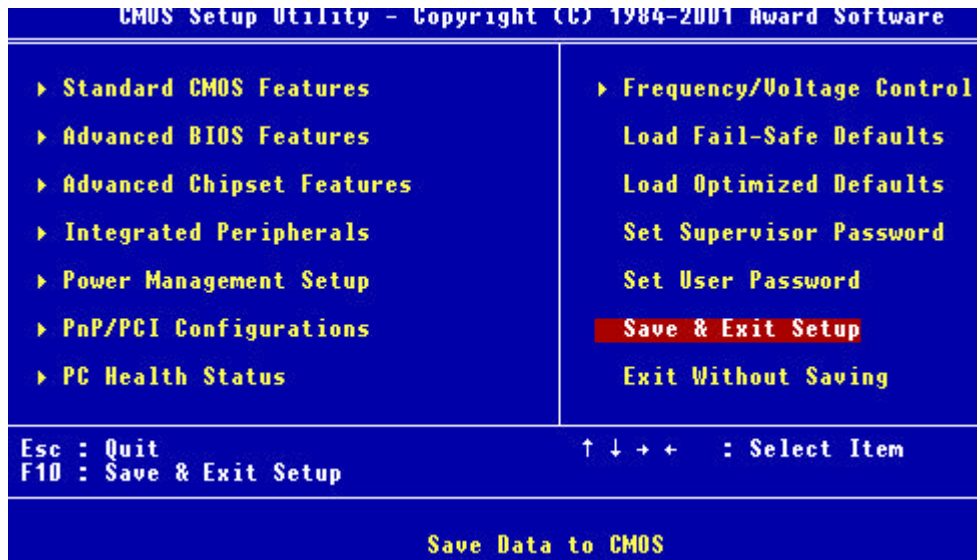 CMOS Setup Utility - Copyright (C) 1984-2001 Award Software
Standard CMOS Features
Advanced BIOS Features
Advanced Chipset Features
Integrated Peripherals
Power Management Setup
PnP/PCI Configurations
PC Health Status
Frequency/Voltage Control
Load Fail-Safe Defaults
Load Optimized Defaults
Set Supervisor Password
Set User Password
Save & Exit Setup
Exit Without Saving
Esc : Quit
F10 : Save & Exit Setup
↑ ↓ → ← : Select Item
Save Data to CMOS